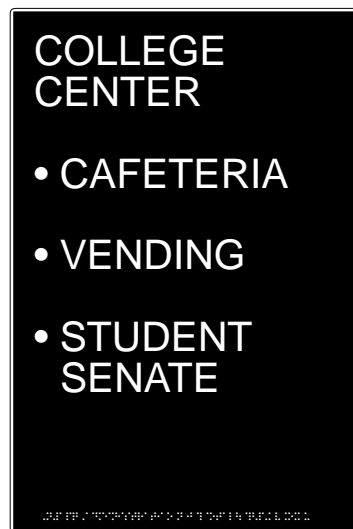 COLLEGE
CENTER
• CAFETERIA
• VENDING
• STUDENT
SENATE